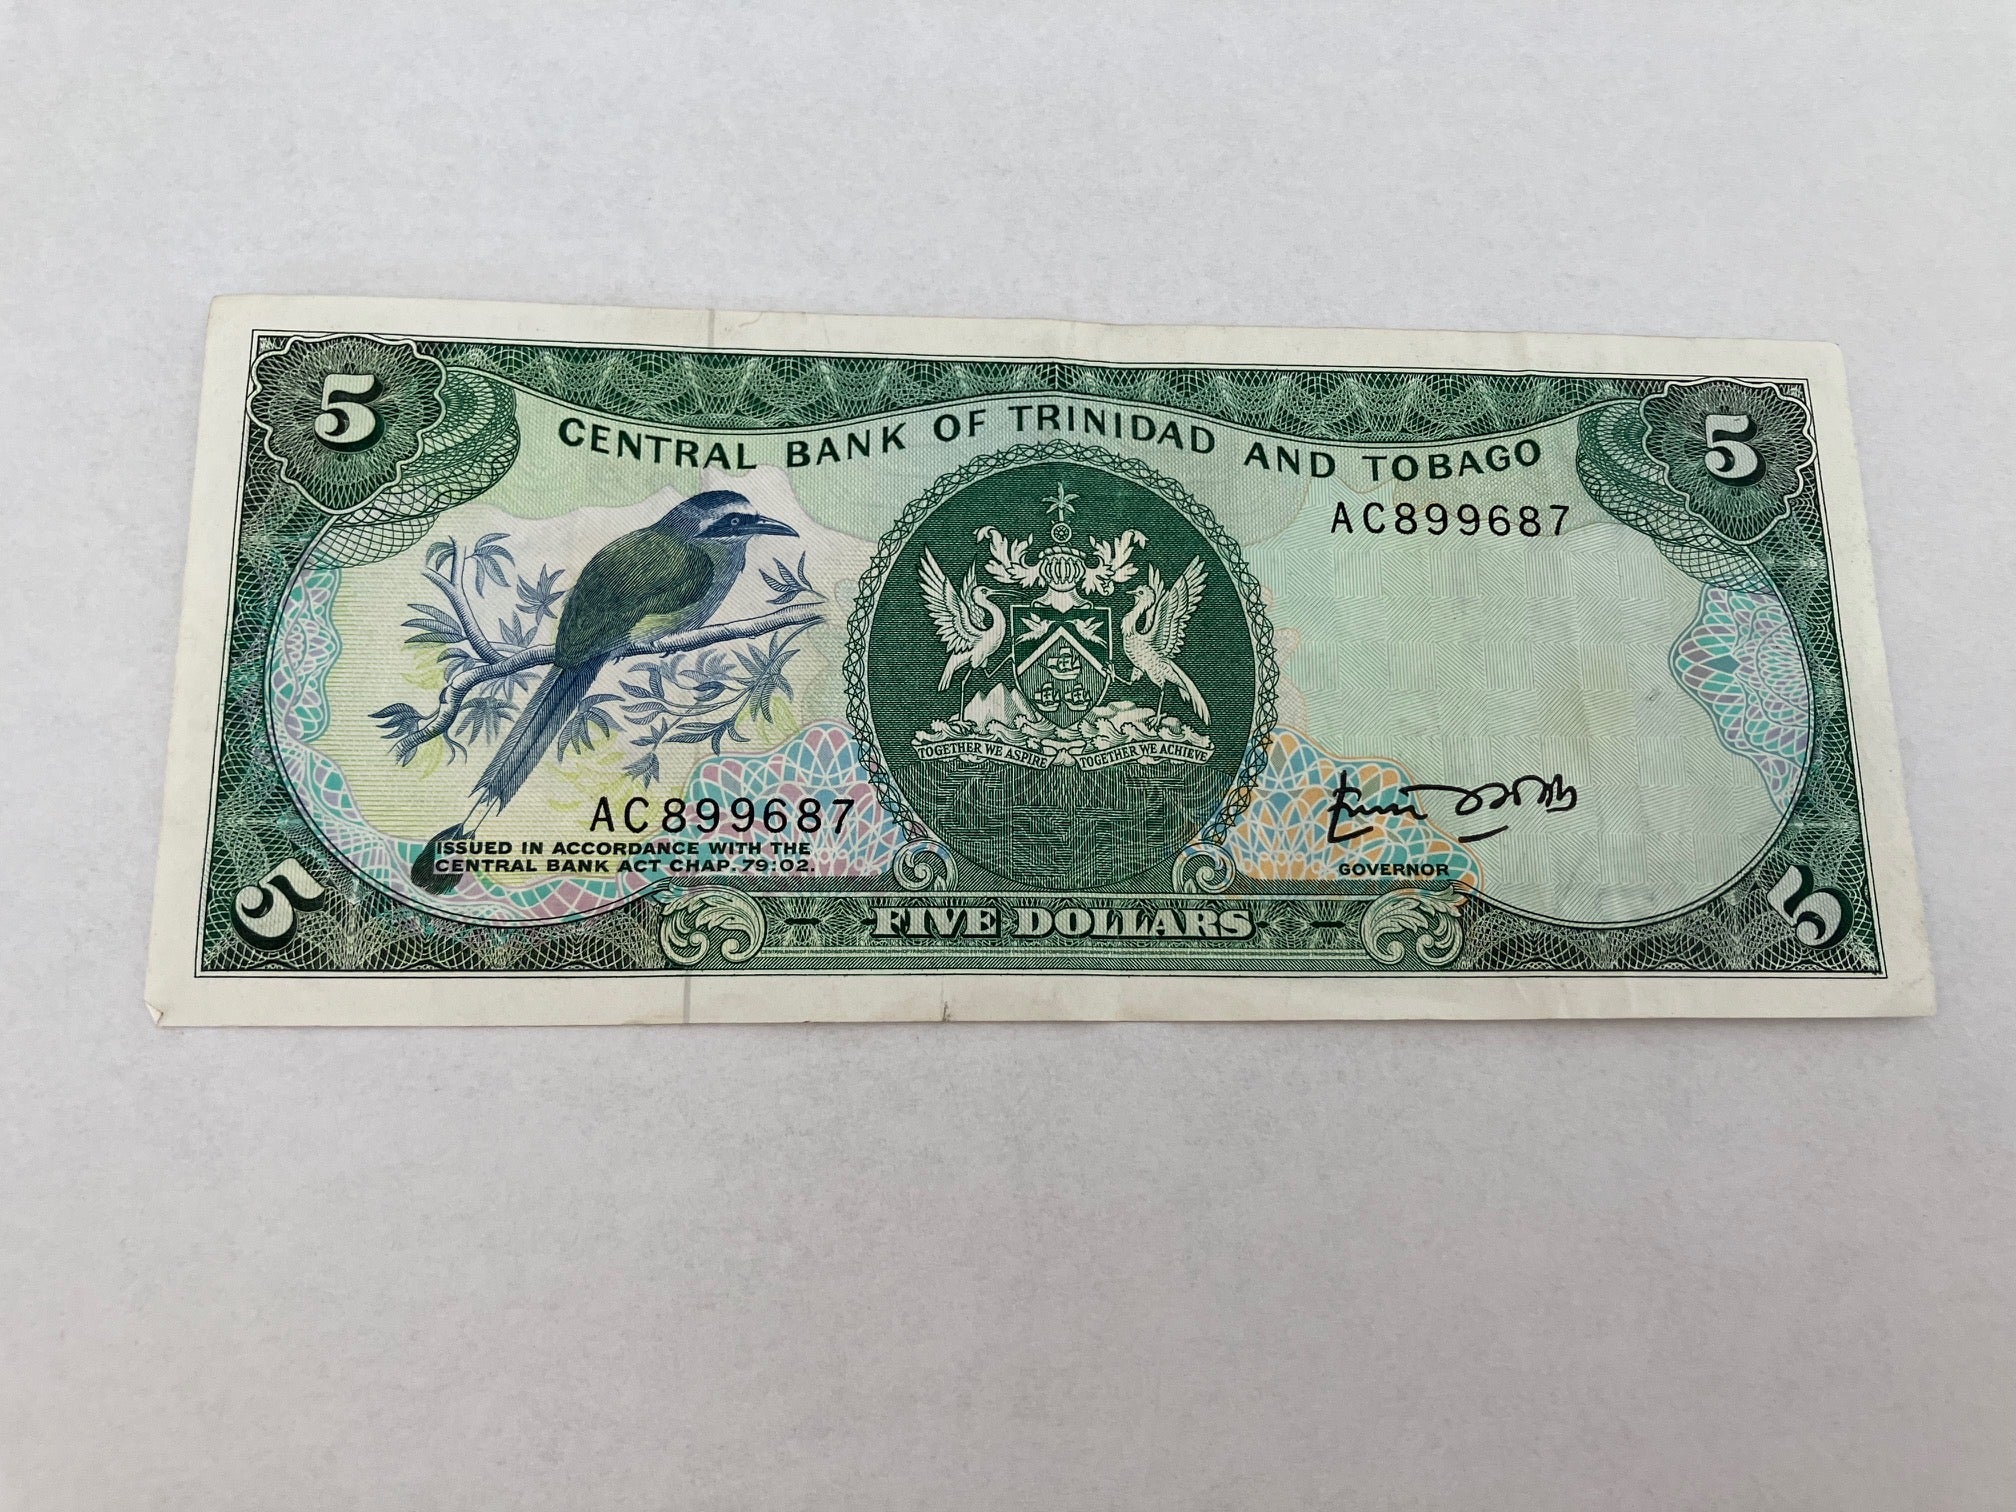 5
5
CENTRAL BANK OF TRINIDAD AND TOBAGO
AC899687
TOGETHER WE ASPIRE TOGETHER WE ACHIEVE
AC899687
ISSUED IN ACCORDANCE WITH THE
CENTRAL BANK ACT CHAP. 79:02.
GOVERNOR
5
FIVE DOLLARS
5